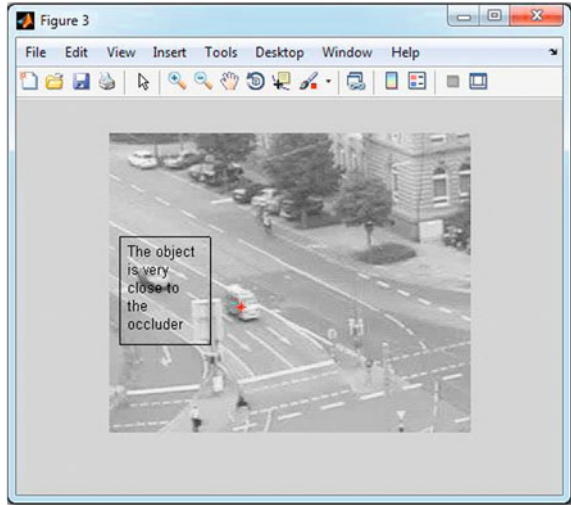 Figure 3
File Edit View Insert Tools Desktop Window Help
The object
is very
close to
the
occluder